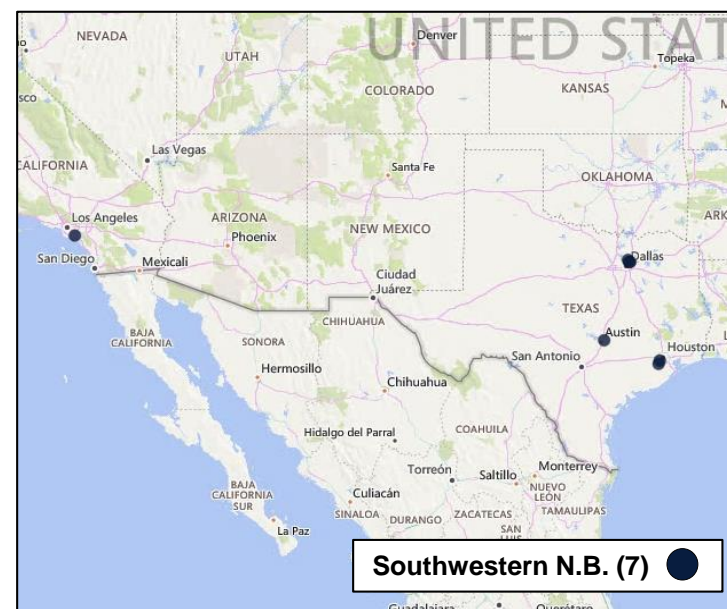 UNITED STAT
NEVADA
Denver
UTAH
Topeka
COLORADO
KANSAS
sco
Las Vegas
CALIFORNIA
Santa Fe
OKLAHOMA
Los Angeles
ARIZONA
ARK
Phoenix
NEW MEXICO
San Diego
Mexicali
Dallas
Ciudad
Juárez
TEXAS
BAJA
CALIFORNIA
SONORA
CHIHUAHUA
Austin
Houston
San Antonio
Hermosillo
Chihuahua
Hidalgo del Parral
COAHUILA
Torreón
Saltillo
Monterrey
BAJA
CALIFORNIA
SUR
Culiacán
NUEVO
LEÓN
SINALOA
DURANGO
ZACATECAS
TAMAULIPAS
La Paz
SAN
LUIS
Southwestern N.B. (7)
Guadalajara
Querétaro